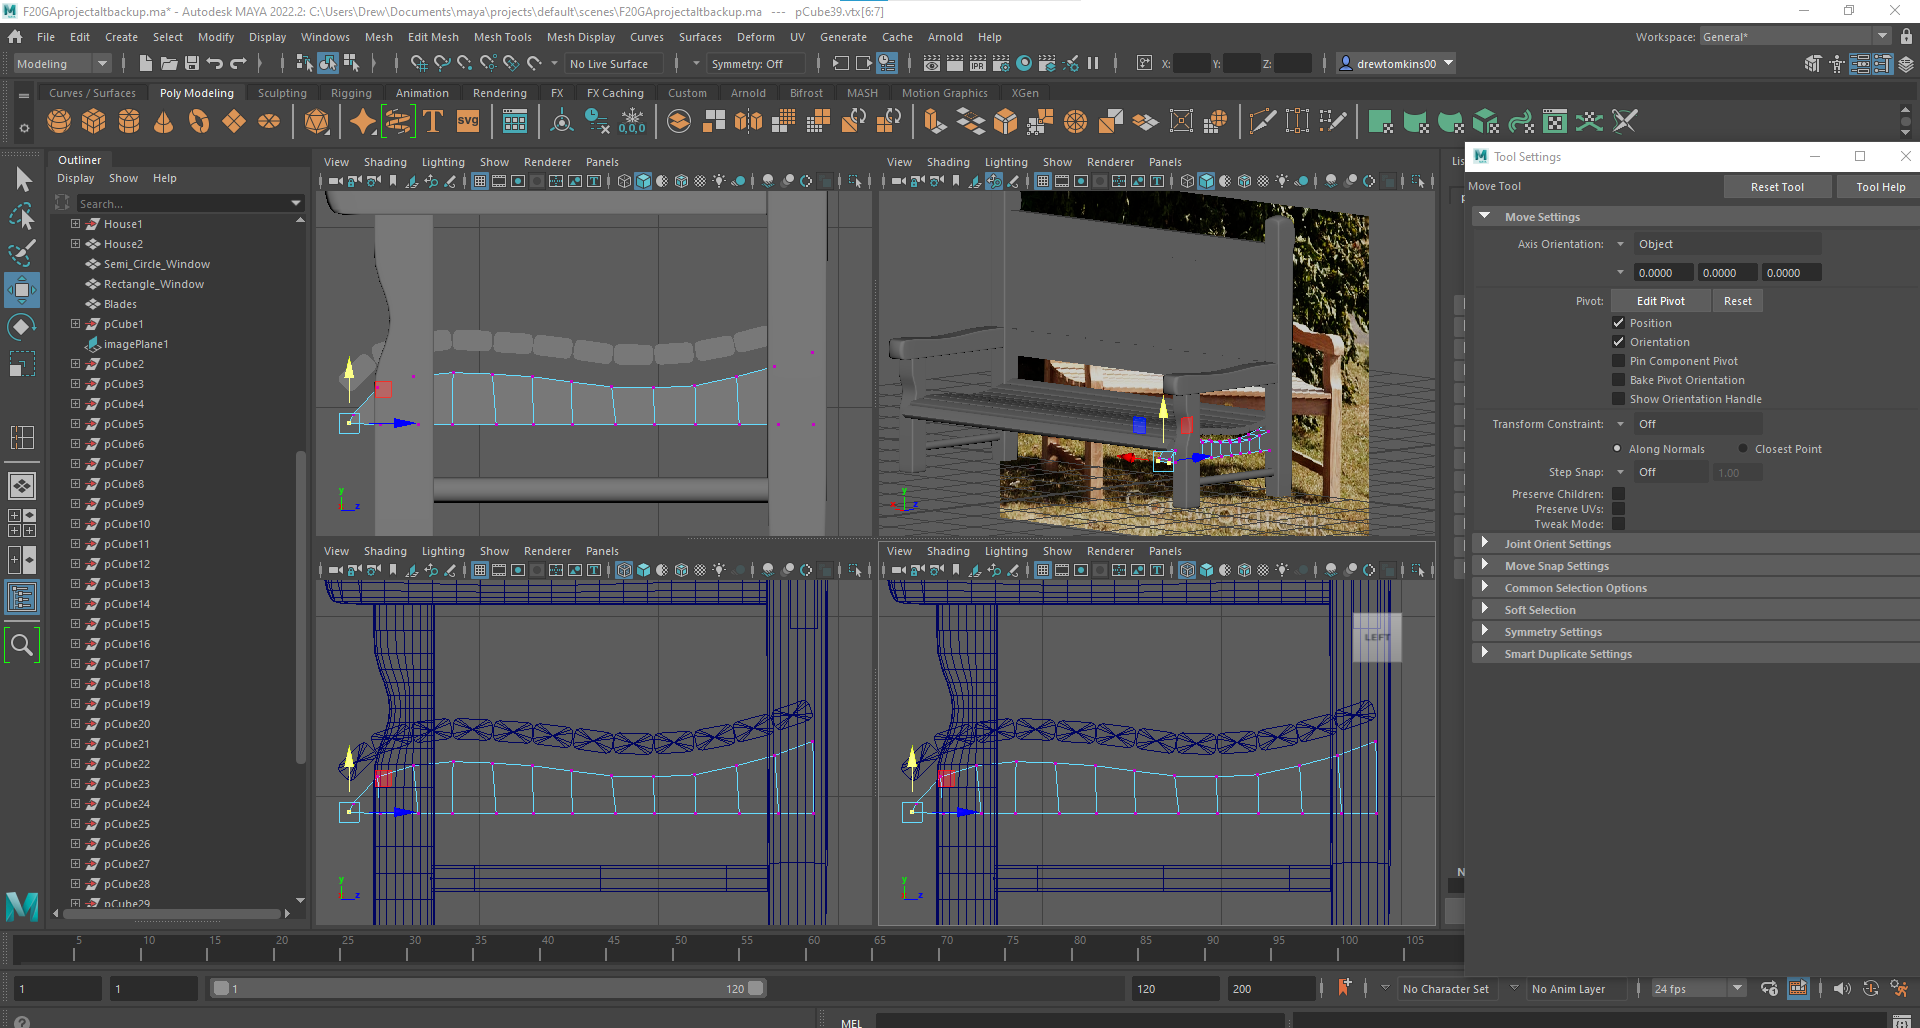 F20GAprojectaltbackup.ma* - Autodesk MAYA 2022.2: C:\Users\Drew\Documents\maya\projects\default\scenes\F20GAprojectaltbackup.ma --- pCube39.vtx[6:7]
File Edit Create Select Modify Display Windows Mesh Edit Mesh Mesh Tools Mesh Display Curves Surfaces Deform UV Generate Cache Arnold Help
Workspace: General*
Modeling
No Live Surface
Symmetry: Off
IPR
X: Y: Z:
drewtomkins00
Curves / Surfaces Poly Modeling Sculpting Rigging Animation Rendering FX FX Caching Custom Arnold Bifrost MASH Motion Graphics XGen
T
svg
0,0,0
Outliner
Display Show Help
Search...
House1
House2
Semi_Circle_Window
Rectangle_Window
Blades
pCube1
imagePlane1
pCube2
pCube3
pCube4
pCube5
pCube6
pCube7
pCube8
pCube9
pCube10
pCube11
pCube12
pCube13
pCube14
pCube15
pCube16
pCube17
pCube18
pCube19
pCube20
pCube21
pCube22
pCube23
pCube24
pCube25
pCube26
pCube27
pCube28
pCube29
View Shading Lighting Show Renderer Panels
y
z
View Shading Lighting Show Renderer Panels
y
z
View Shading Lighting Show Renderer Panels
y
z
View Shading Lighting Show Renderer Panels
LEFT
y
z
Lis
N
Tool Settings
Move Tool
Reset Tool
Tool Help
Move Settings
Axis Orientation: Object
0.0000 0.0000 0.0000
Pivot: Edit Pivot Reset
Position
Orientation
Pin Component Pivot
Bake Pivot Orientation
Show Orientation Handle
Transform Constraint: Off
Along Normals Closest Point
Step Snap: Off 1.00
Preserve Children:
Preserve UVs:
Tweak Mode:
Joint Orient Settings
Move Snap Settings
Common Selection Options
Soft Selection
Symmetry Settings
Smart Duplicate Settings
5 10 15 20 25 30 35 40 45 50 55 60 65 70 75 80 85 90 95 100 105
1 1 1 120 120 200
No Character Set
No Anim Layer
24 fps
MEL